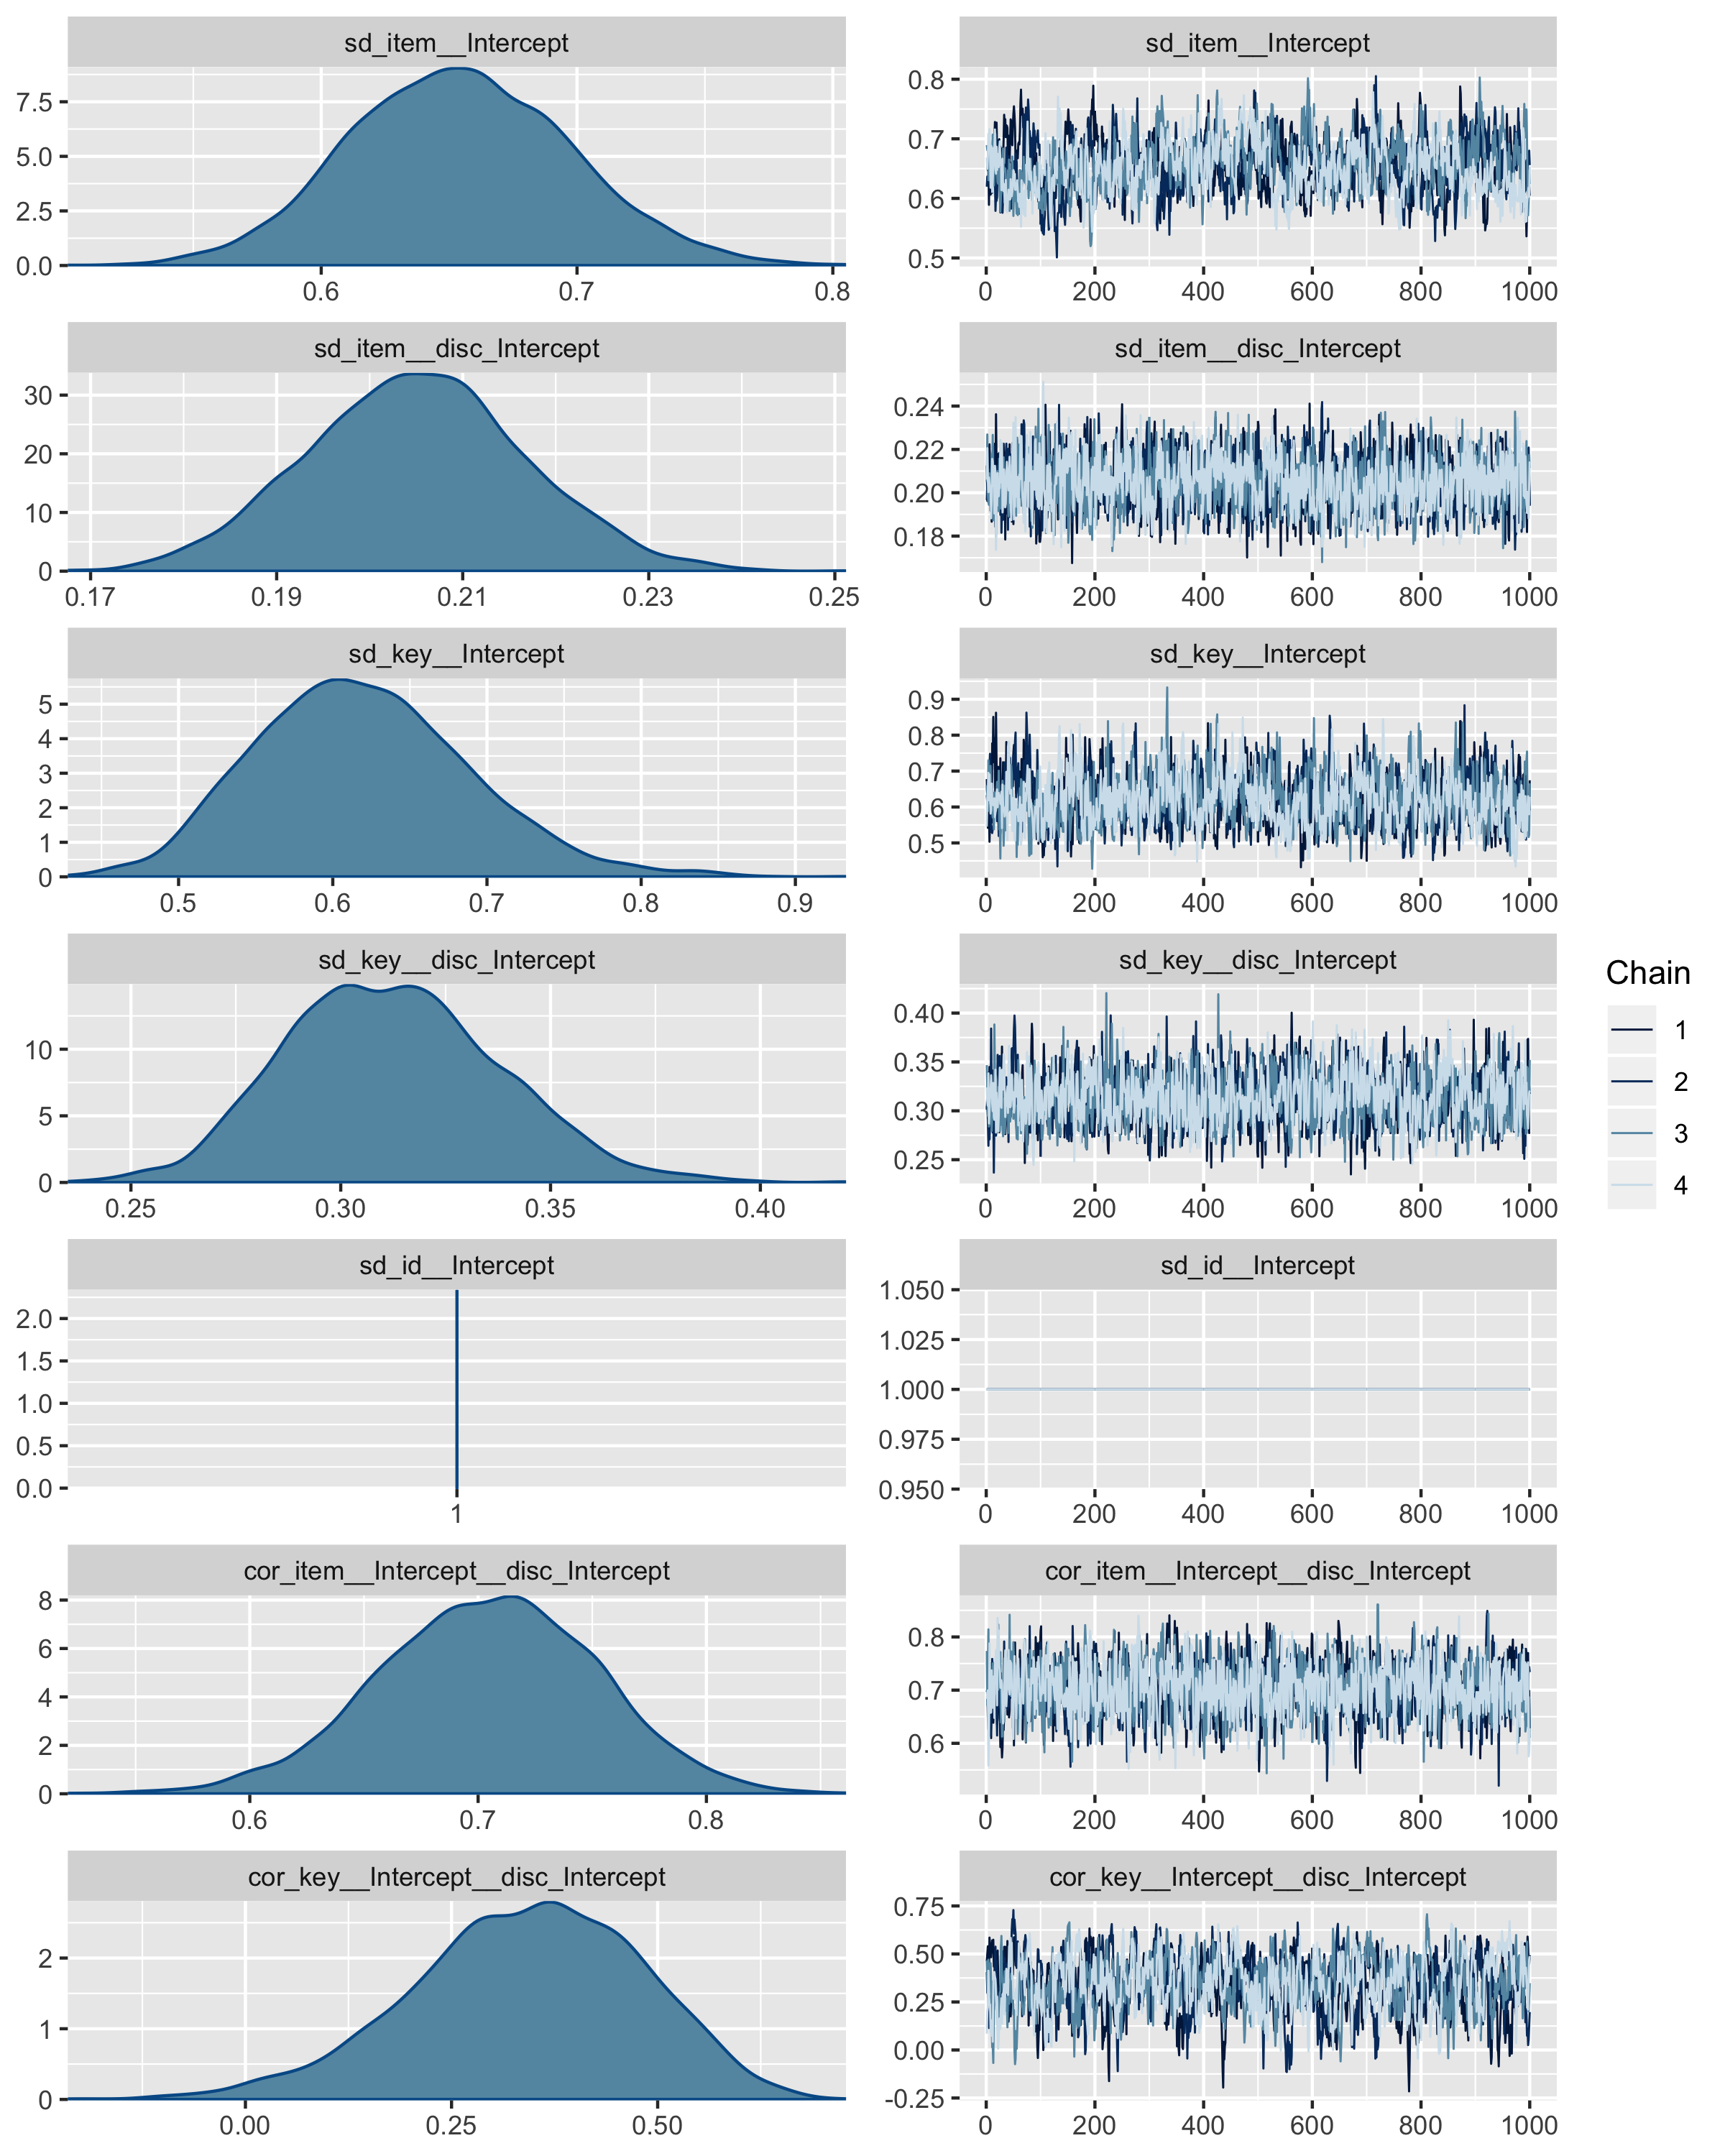 sd_item__Intercept
7.5
5.0
2.5
0.0
0.6 0.7 0.8
sd_item__Intercept
0.8
0.7
0.6
0.5
0 200 400 600 800 1000
sd_item__disc_Intercept
30
20
10
0
0.17 0.19 0.21 0.23 0.25
sd_item__disc_Intercept
0.24
0.22
0.20
0.18
0 200 400 600 800 1000
sd_key__Intercept
5
4
3
2
1
0
0.5 0.6 0.7 0.8 0.9
sd_key__Intercept
0.9
0.8
0.7
0.6
0.5
0 200 400 600 800 1000
sd_key__disc_Intercept
10
5
0
0.25 0.30 0.35 0.40
sd_key__disc_Intercept
0.40
0.35
0.30
0.25
0 200 400 600 800 1000
sd_id__Intercept
2.0
1.5
1.0
0.5
0.0
1
sd_id__Intercept
1.050
1.025
1.000
0.975
0.950
0 200 400 600 800 1000
cor_item__Intercept__disc_Intercept
8
6
4
2
0
0.6 0.7 0.8
cor_item__Intercept__disc_Intercept
0.8
0.7
0.6
0 200 400 600 800 1000
cor_key__Intercept__disc_Intercept
2
1
0
0.00 0.25 0.50
cor_key__Intercept__disc_Intercept
0.75
0.50
0.25
0.00
-0.25
0 200 400 600 800 1000
Chain
1
2
3
4